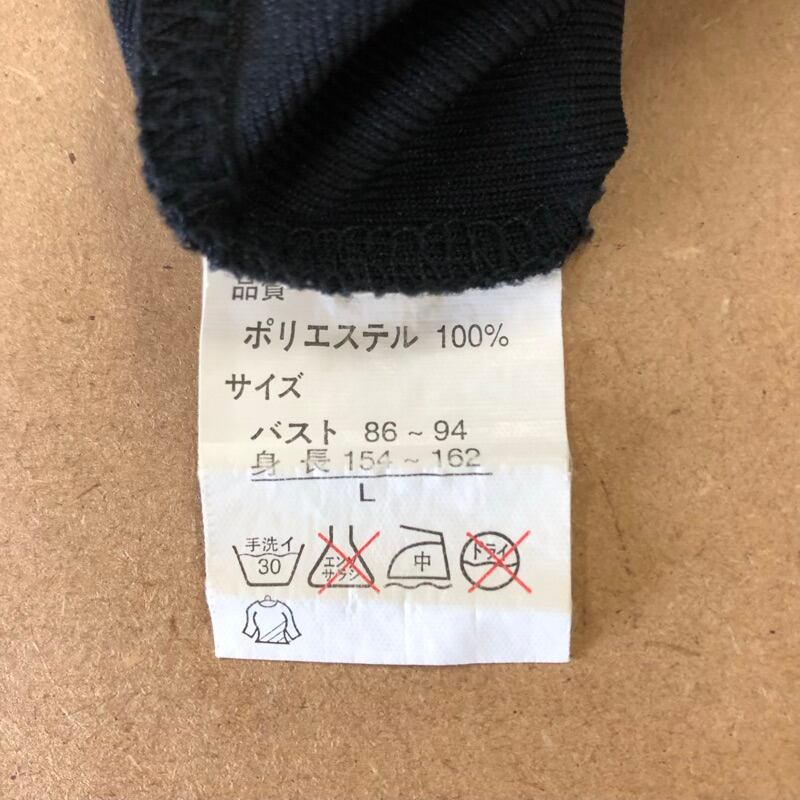 品質
ポリエステル 100%
サイズ
バスト 86～94
身長 154～162
L
手洗イ
30
エンソ
サラシ
中
ドライ